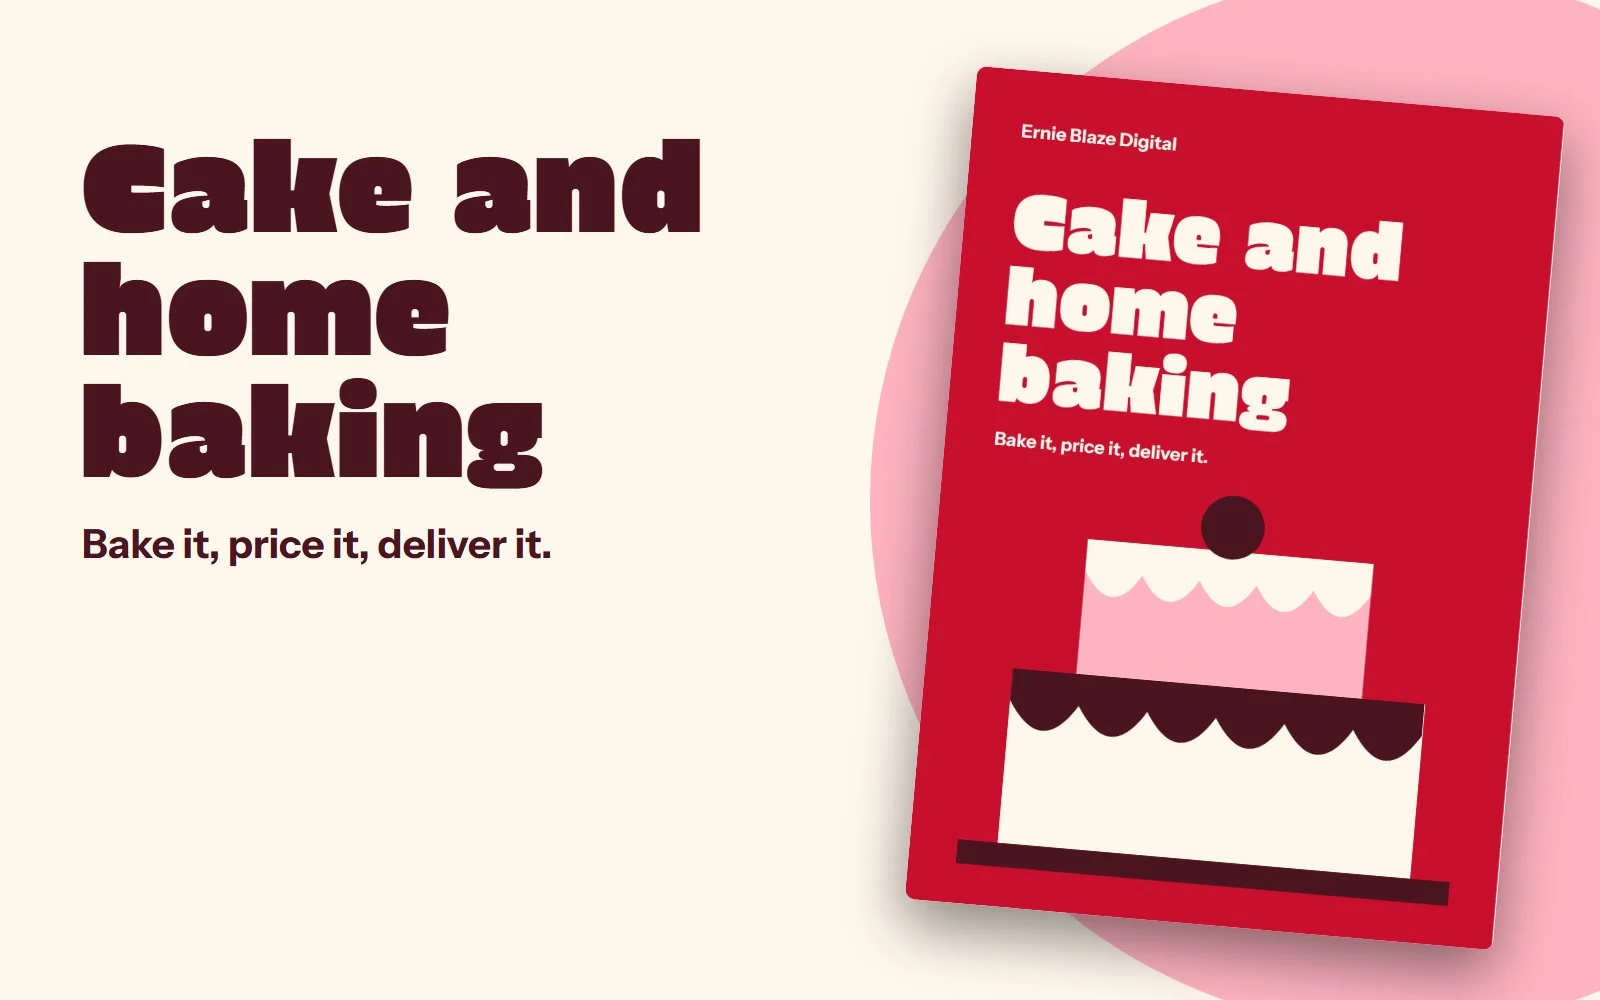 Cake and
home
baking
Bake it, price it, deliver it.
Ernie Blaze Digital
Cake and
home
baking
Bake it, price it, deliver it.